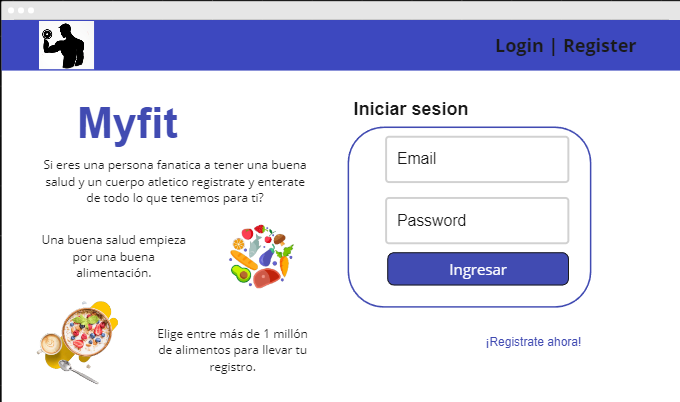 Login | Register
Myfit
Si eres una persona fanatica a tener una buena
salud y un cuerpo atletico registrate y enterate
de todo lo que tenemos para ti?
Una buena salud empieza
por una buena
alimentación.
Elige entre más de 1 millón
de alimentos para llevar tu
registro.
Iniciar sesion
Email
Password
Ingresar
¡Registrate ahora!